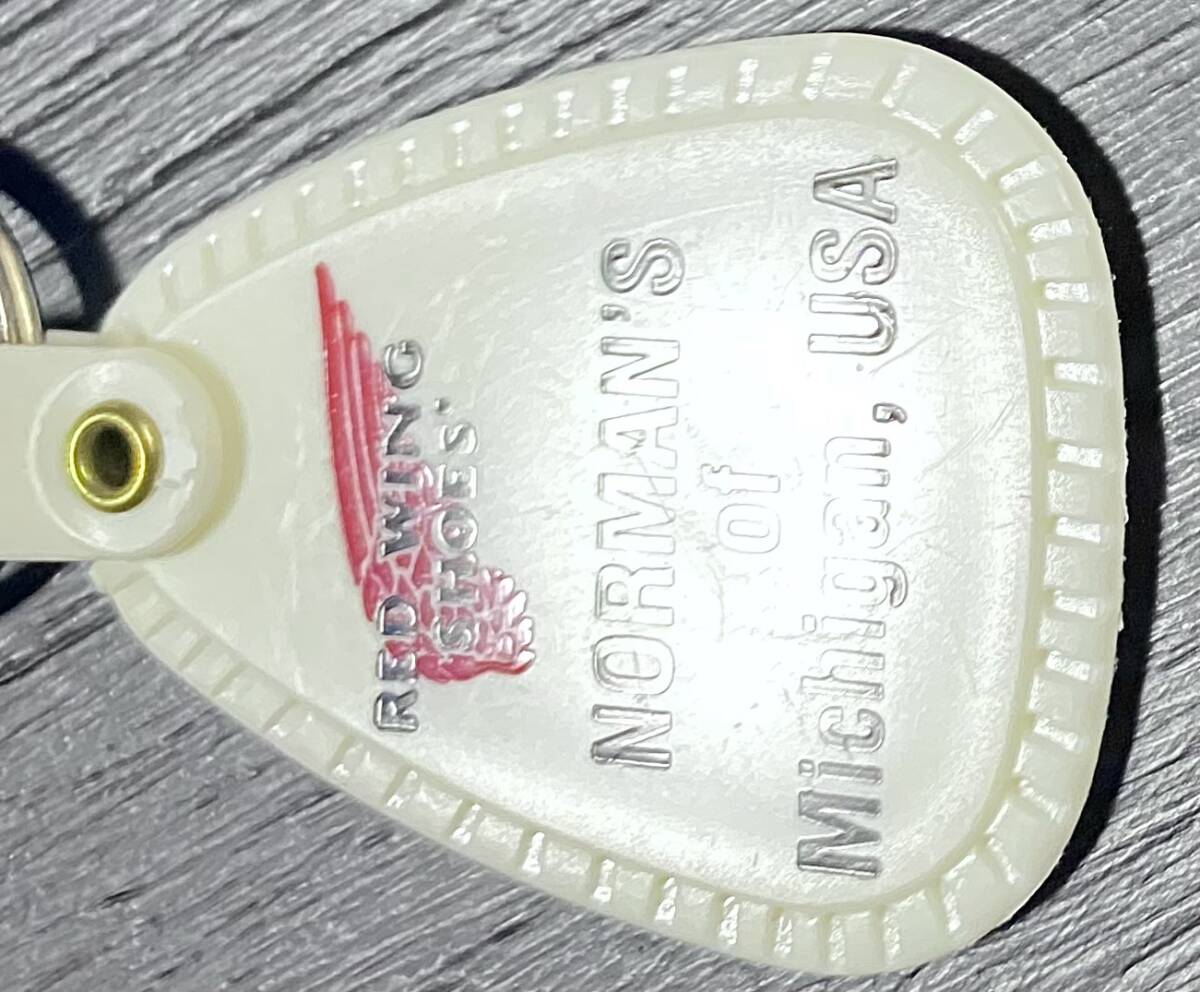 RED WING
SHOES
NORMAN'S
of
Michigan, USA